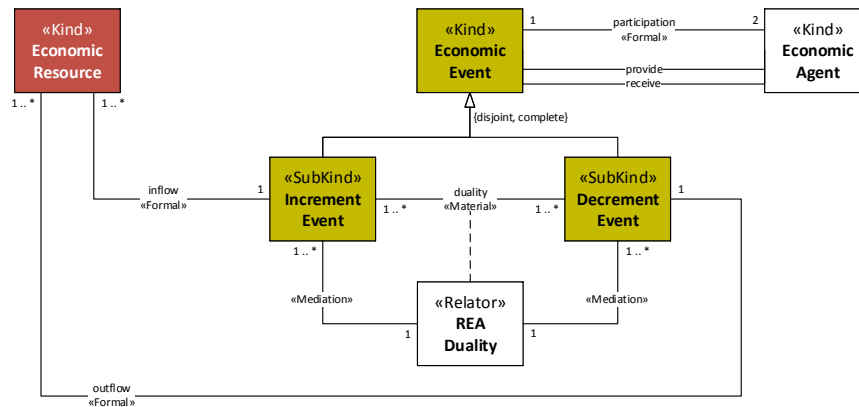 «Kind»
Economic
Resource
«Kind»
Economic
Event
1
participation
«Formal»
2
«Kind»
Economic
Agent
provide
receive
1 .. *
1 .. *
{disjoint, complete}
inflow
«Formal»
1
«SubKind»
Increment
Event
duality
«Material»
1 .. *
1 .. *
«SubKind»
Decrement
Event
1
1 .. *
1 .. *
«Mediation»
«Mediation»
«Relator»
REA
Duality
1
1
outflow
«Formal»